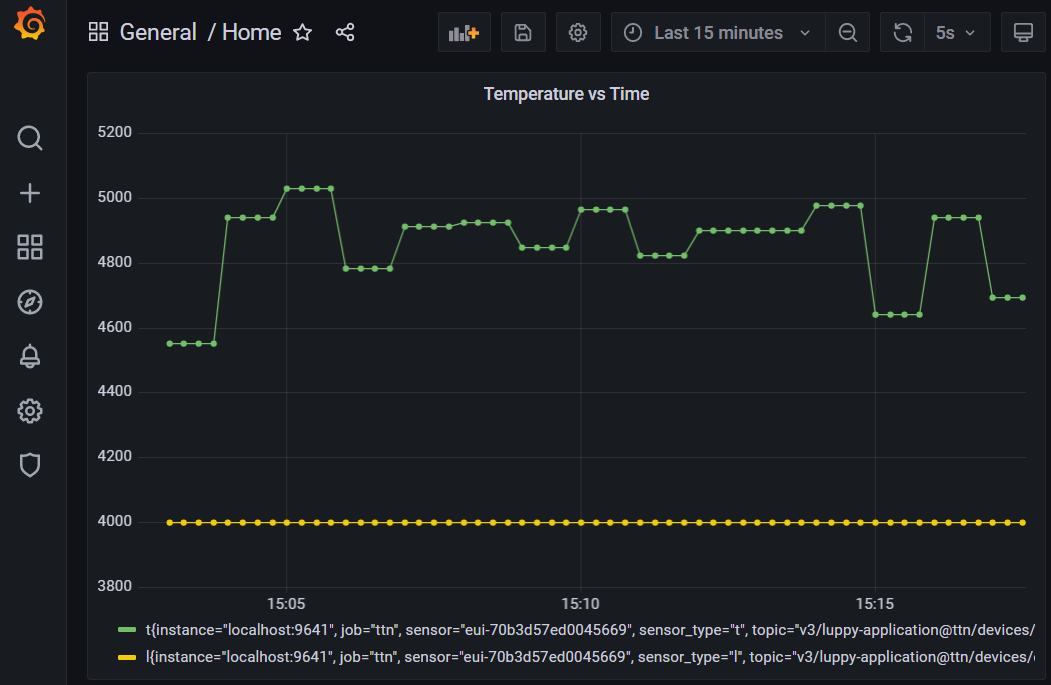 General / Home
Last 15 minutes
5s
Temperature vs Time
5200
5000
4800
4600
4400
4200
4000
3800
15:05 15:10 15:15
t{instance="localhost:9641", job="ttn", sensor="eui-70b3d57ed0045669", sensor_type="t", topic="v3/luppy-application@ttn/devices/
l{instance="localhost:9641", job="ttn", sensor="eui-70b3d57ed0045669", sensor_type="l", topic="v3/luppy-application@ttn/devices/